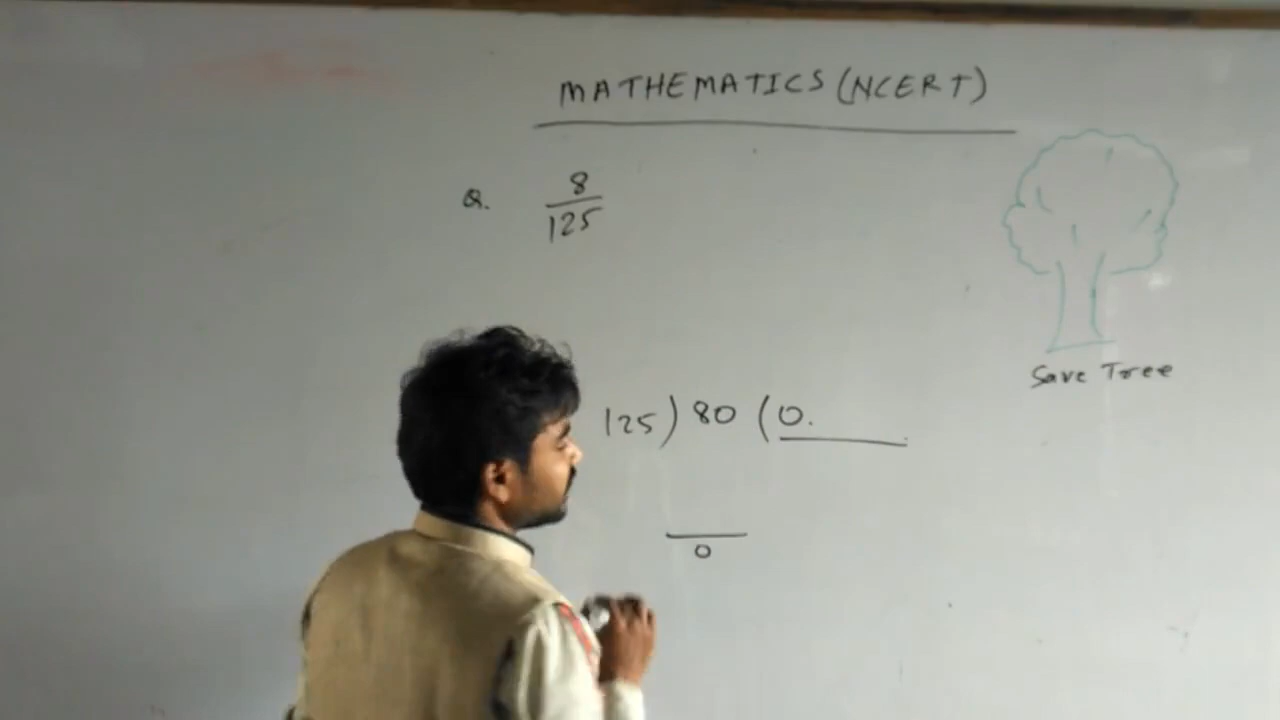 MATHEMATICS (NCERT)
Q. 8/125
Save Tree
125) 80 (0.
0